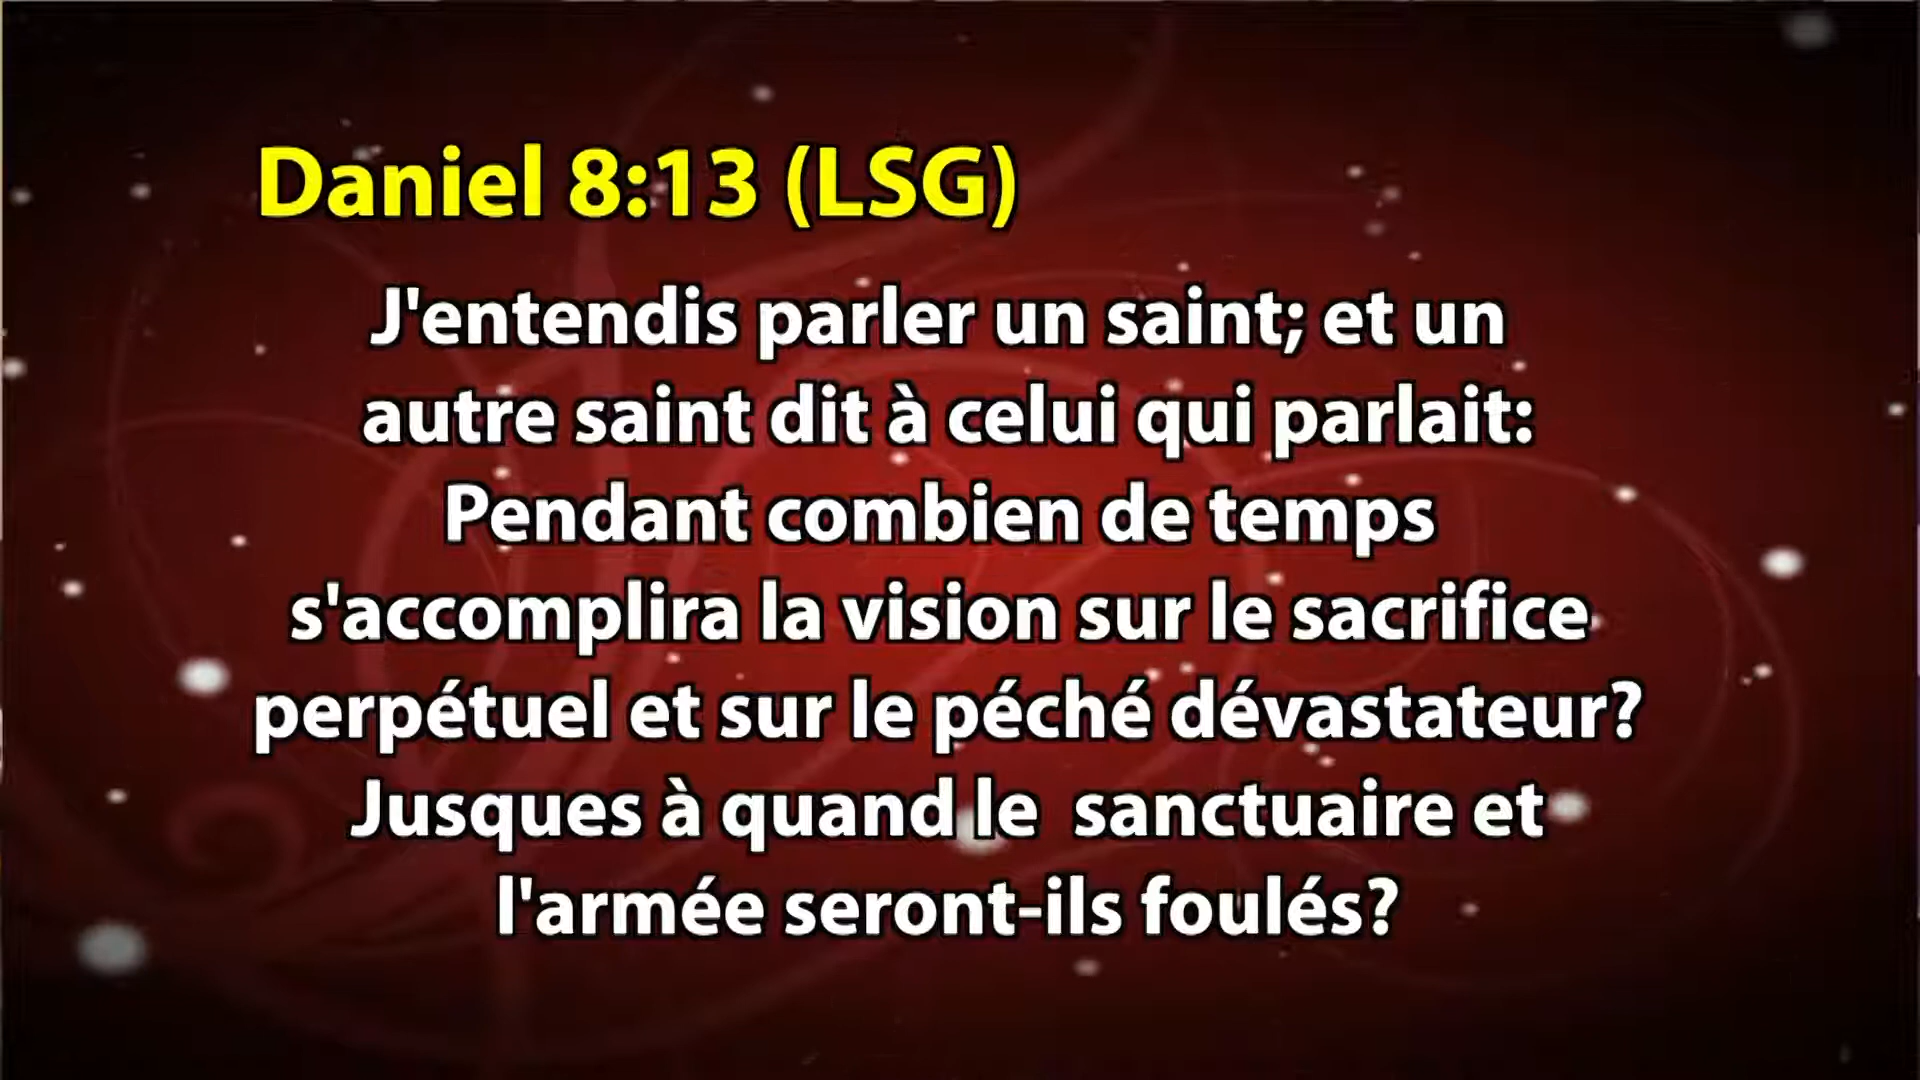 Daniel 8:13 (LSG)
J'entendis parler un saint; et un
autre saint dit à celui qui parlait:
Pendant combien de temps
s'accomplira la vision sur le sacrifice
perpétuel et sur le péché dévastateur?
Jusques à quand le  sanctuaire et
l'armée seront-ils foulés?